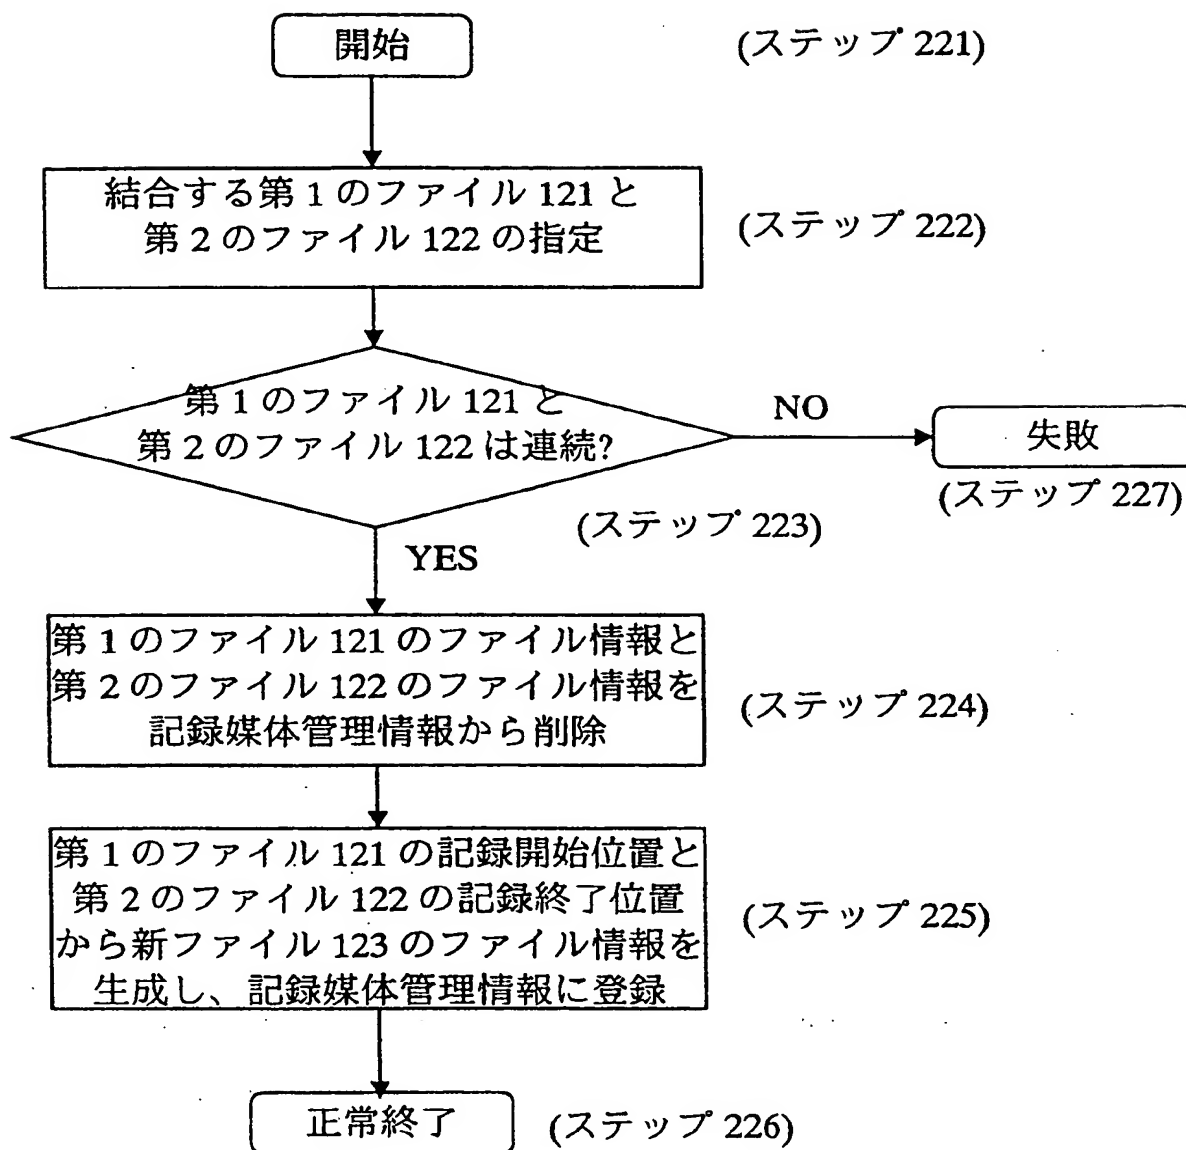 開始
(ステップ 221)
結合する第 1 のファイル 121 と
第 2 のファイル 122 の指定
(ステップ 222)
第 1 のファイル 121 と
第 2 のファイル 122 は連続?
NO
失敗
(ステップ 227)
(ステップ 223)
YES
第 1 のファイル 121 のファイル情報と
第 2 のファイル 122 のファイル情報を
記録媒体管理情報から削除
(ステップ 224)
第 1 のファイル 121 の記録開始位置と
第 2 のファイル 122 の記録終了位置
から新ファイル 123 のファイル情報を
生成し、記録媒体管理情報に登録
(ステップ 225)
正常終了
(ステップ 226)